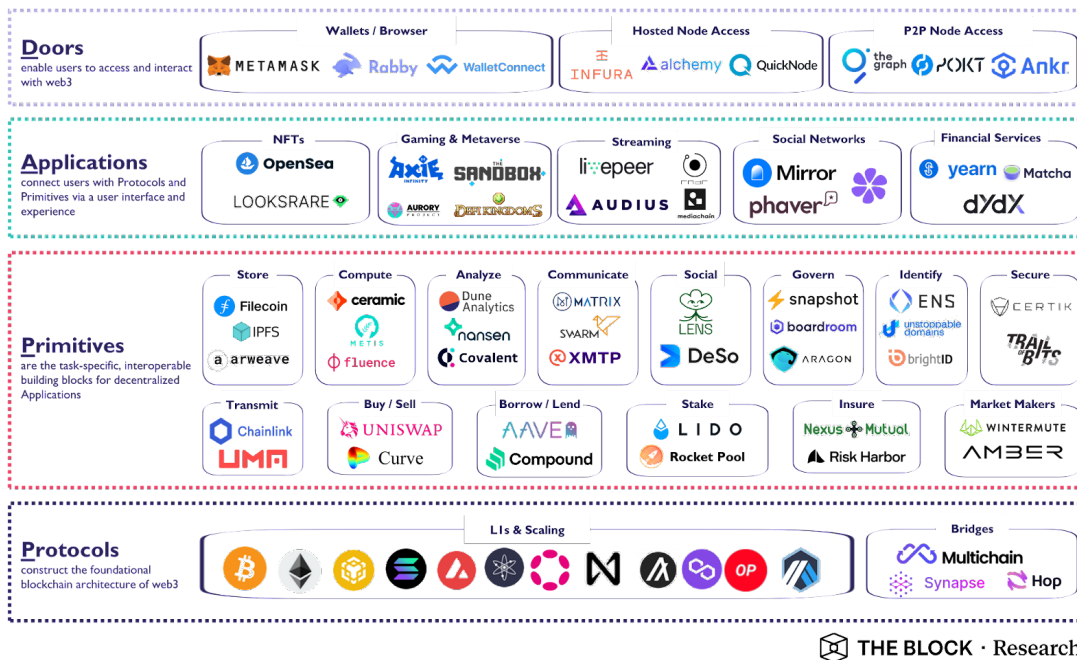 Doors
enable users to access and interact
with web3
Wallets / Browser
METAMASK
Rabby
WalletConnect
Hosted Node Access
INFURA
alchemy
QuickNode
P2P Node Access
the
graph
POKT
Ankr
Applications
connect users with Protocols and
Primitives via a user interface and
experience
NFTs
OpenSea
LOOKSRARE
Gaming & Metaverse
AXIE
INFINITY
THE
SANDBOX
AURORY
PROJECT
DEFI KINGDOMS
Streaming
livepeer
AUDIUS
mediachain
Social Networks
Mirror
phaver
Financial Services
yearn
Matcha
dYdX
Primitives
are the task-specific, interoperable
building blocks for decentralized
Applications
Store
Filecoin
IPFS
a arweave
Compute
ceramic
METIS
fluence
Analyze
Dune
Analytics
nansen
Covalent
Communicate
MATRIX
SWARM
XMTP
Social
LENS
DeSo
Govern
snapshot
boardroom
ARAGON
Identify
ENS
unstoppable
domains
brightID
Secure
CERTIK
TRAIL
OF
BITS
Transmit
Chainlink
UMA
Buy / Sell
UNISWAP
Curve
Borrow / Lend
AAVE
Compound
Stake
LIDO
Rocket Pool
Insure
Nexus Mutual
Risk Harbor
Market Makers
WINTERMUTE
AMBER
Protocols
construct the foundational
blockchain architecture of web3
L1s & Scaling
OP
Bridges
Multichain
Synapse
Hop
THE BLOCK · Research